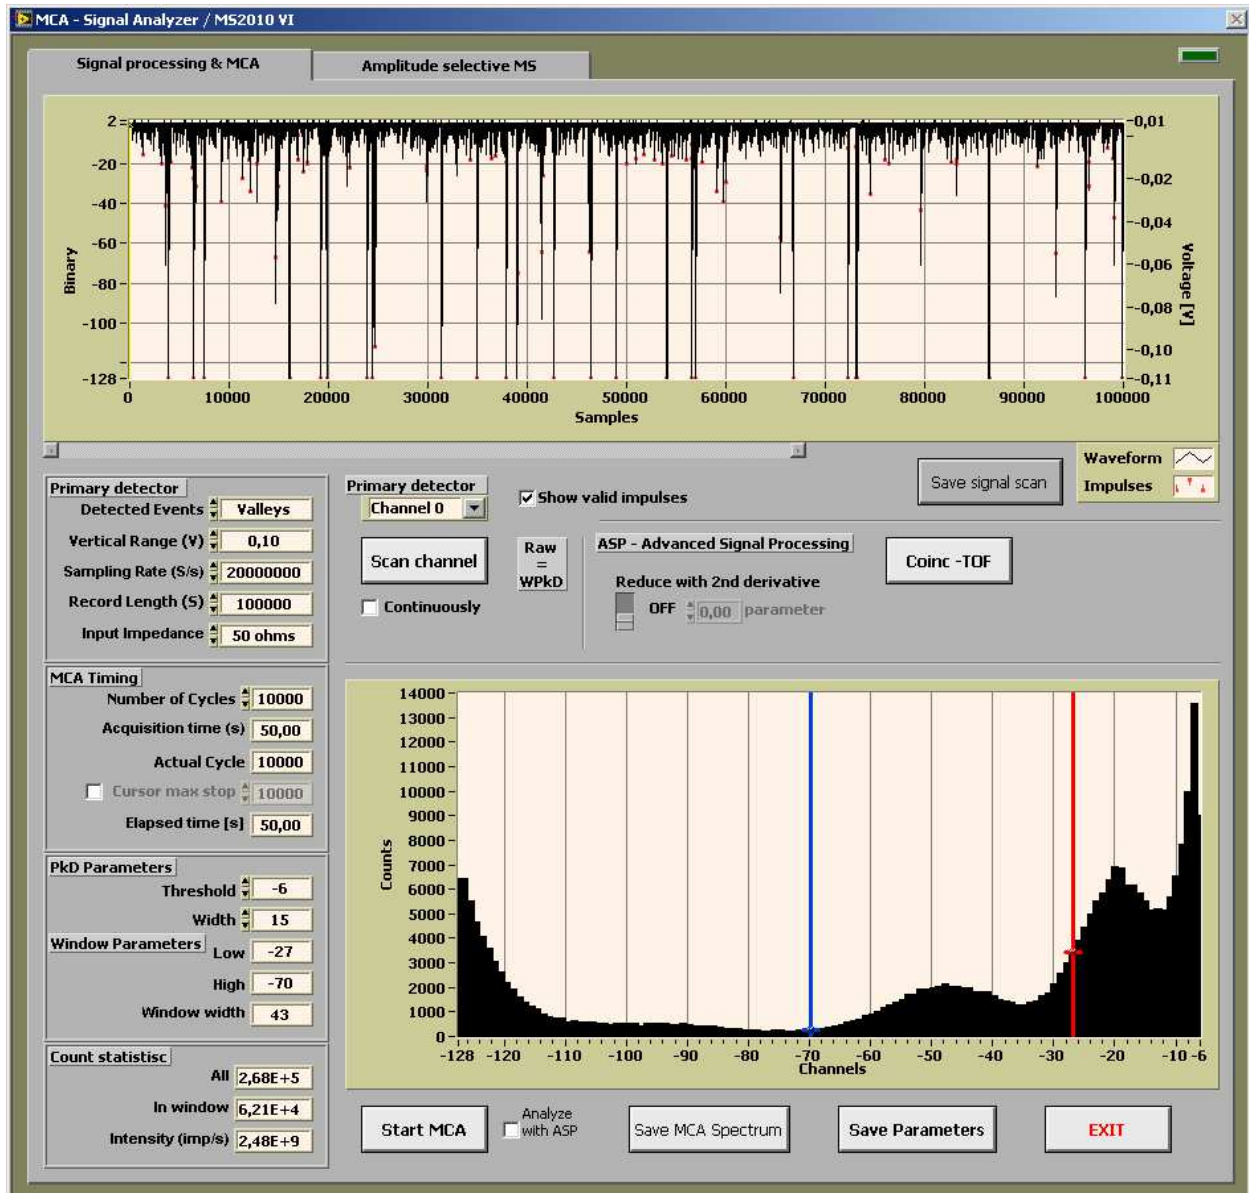 MCA - Signal Analyzer / MS2010 VI
Signal processing & MCA
Amplitude selective MS
2
-20
-40
-60
-80
-100
-128
Binary
-0,01
-0,02
-0,04
-0,06
-0,08
-0,10
-0,11
Voltage [V]
0 10000 20000 30000 40000 50000 60000 70000 80000 90000 100000
Samples
Save signal scan
Waveform
Impulses
Primary detector
Detected Events Valleys
Vertical Range (V) 0,10
Sampling Rate (S/s) 20000000
Record Length (S) 100000
Input Impedance 50 ohms
Primary detector
Channel 0
Show valid impulses
Scan channel
Continuously
Raw
=
WPkD
ASP - Advanced Signal Processing
Reduce with 2nd derivative
OFF 0,00 parameter
Coinc -TOF
MCA Timing
Number of Cycles 10000
Acquisition time (s) 50,00
Actual Cycle 10000
Cursor max stop 10000
Elapsed time [s] 50,00
PkD Parameters
Threshold -6
Width 15
Window Parameters
Low -27
High -70
Window width 43
Count statistisc
All 2,68E+5
In window 6,21E+4
Intensity (imp/s) 2,48E+9
14000
13000
12000
11000
10000
9000
8000
7000
6000
5000
4000
3000
2000
1000
0
Counts
-128 -120 -110 -100 -90 -80 -70 -60 -50 -40 -30 -20 -10 -6
Channels
Start MCA
Analyze
with ASP
Save MCA Spectrum
Save Parameters
EXIT